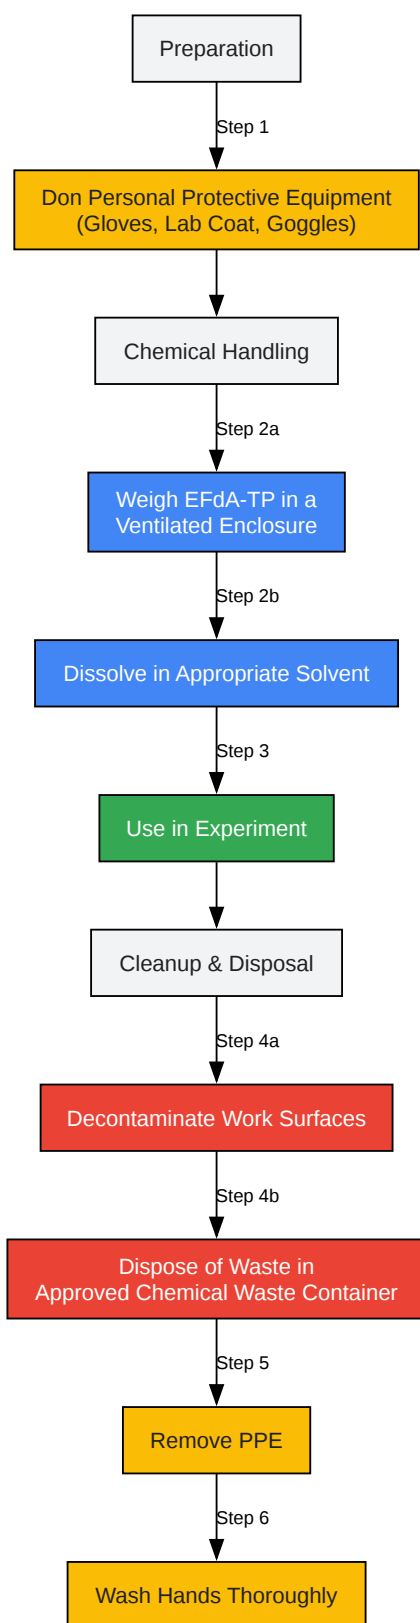 Preparation
Step 1
Don Personal Protective Equipment
(Gloves, Lab Coat, Goggles)
Chemical Handling
Step 2a
Weigh EFdA-TP in a
Ventilated Enclosure
Step 2b
Dissolve in Appropriate Solvent
Step 3
Use in Experiment
Cleanup & Disposal
Step 4a
Decontaminate Work Surfaces
Step 4b
Dispose of Waste in
Approved Chemical Waste Container
Step 5
Remove PPE
Step 6
Wash Hands Thoroughly